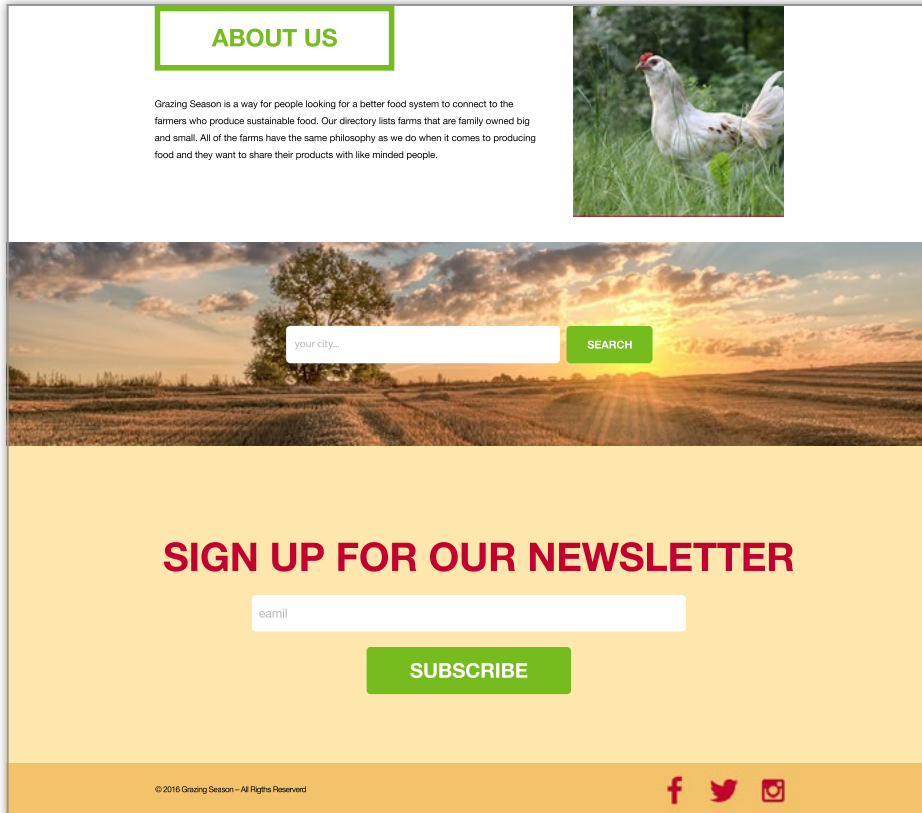 ABOUT US
Grazing Season is a way for people looking for a better food system to connect to the
farmers who produce sustainable food. Our directory lists farms that are family owned big
and small. All of the farms have the same philosophy as we do when it comes to producing
food and they want to share their products with like minded people.
your city...
SEARCH
SIGN UP FOR OUR NEWSLETTER
eamil
SUBSCRIBE
© 2016 Grazing Season – All Rigths Reserverd